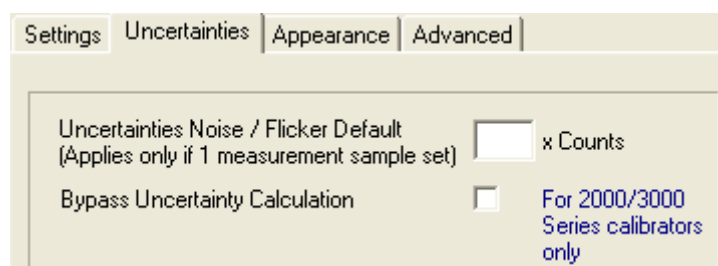 Settings Uncertainties Appearance Advanced
Uncertainties Noise / Flicker Default
(Applies only if 1 measurement sample set) x Counts
Bypass Uncertainty Calculation For 2000/3000
Series calibrators
only